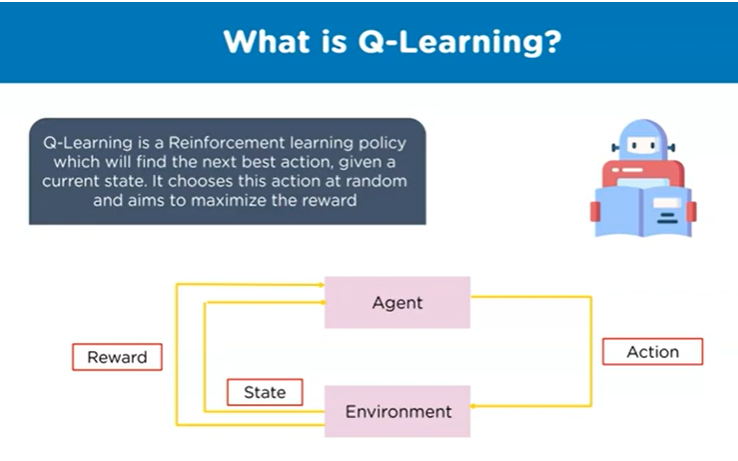 What is Q-Learning?
Q-Learning is a Reinforcement learning policy
which will find the next best action, given a
current state. It chooses this action at random
and aims to maximize the reward
Agent
Reward
Action
State
Environment